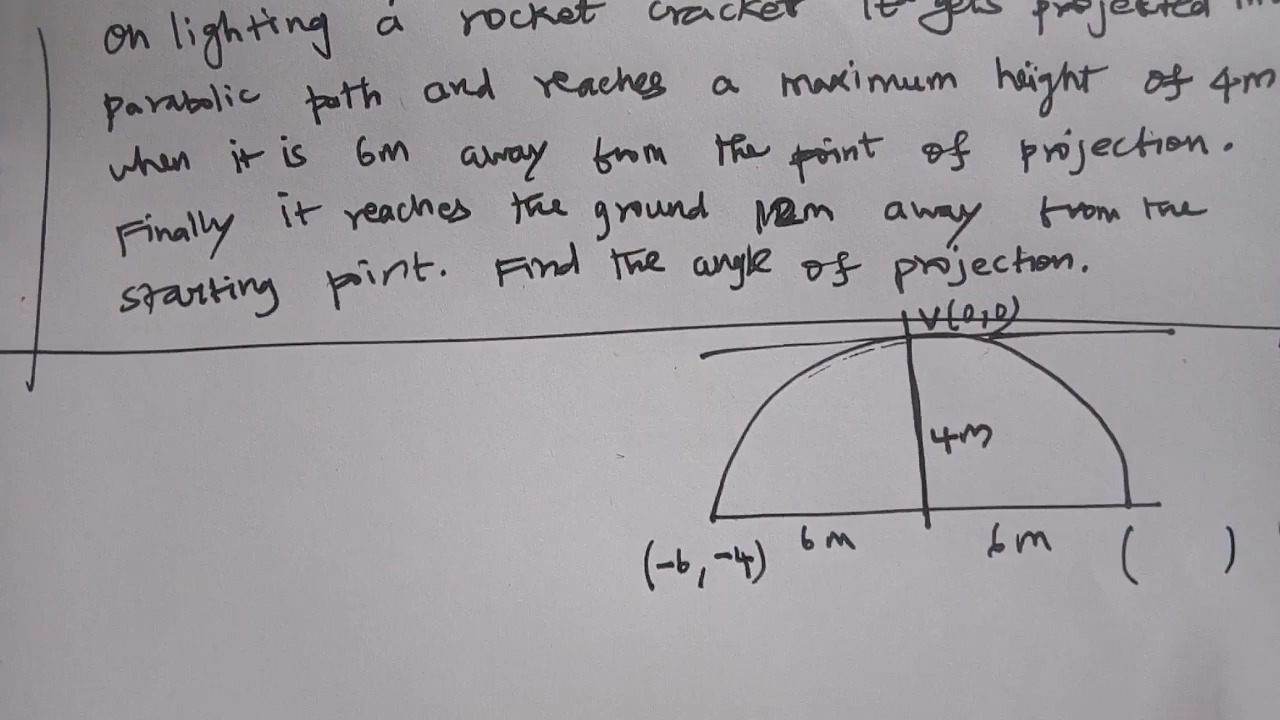 on lighting a rocket cracket it gets projected in a
parabolic path and reaches a maximum height of 4m
when it is 6m away from the point of projection.
Finally it reaches the ground 12m away from the
starting point. Find the angle of projection.
V(0,0)
4m
6m 6m
(-6, -4) ( )